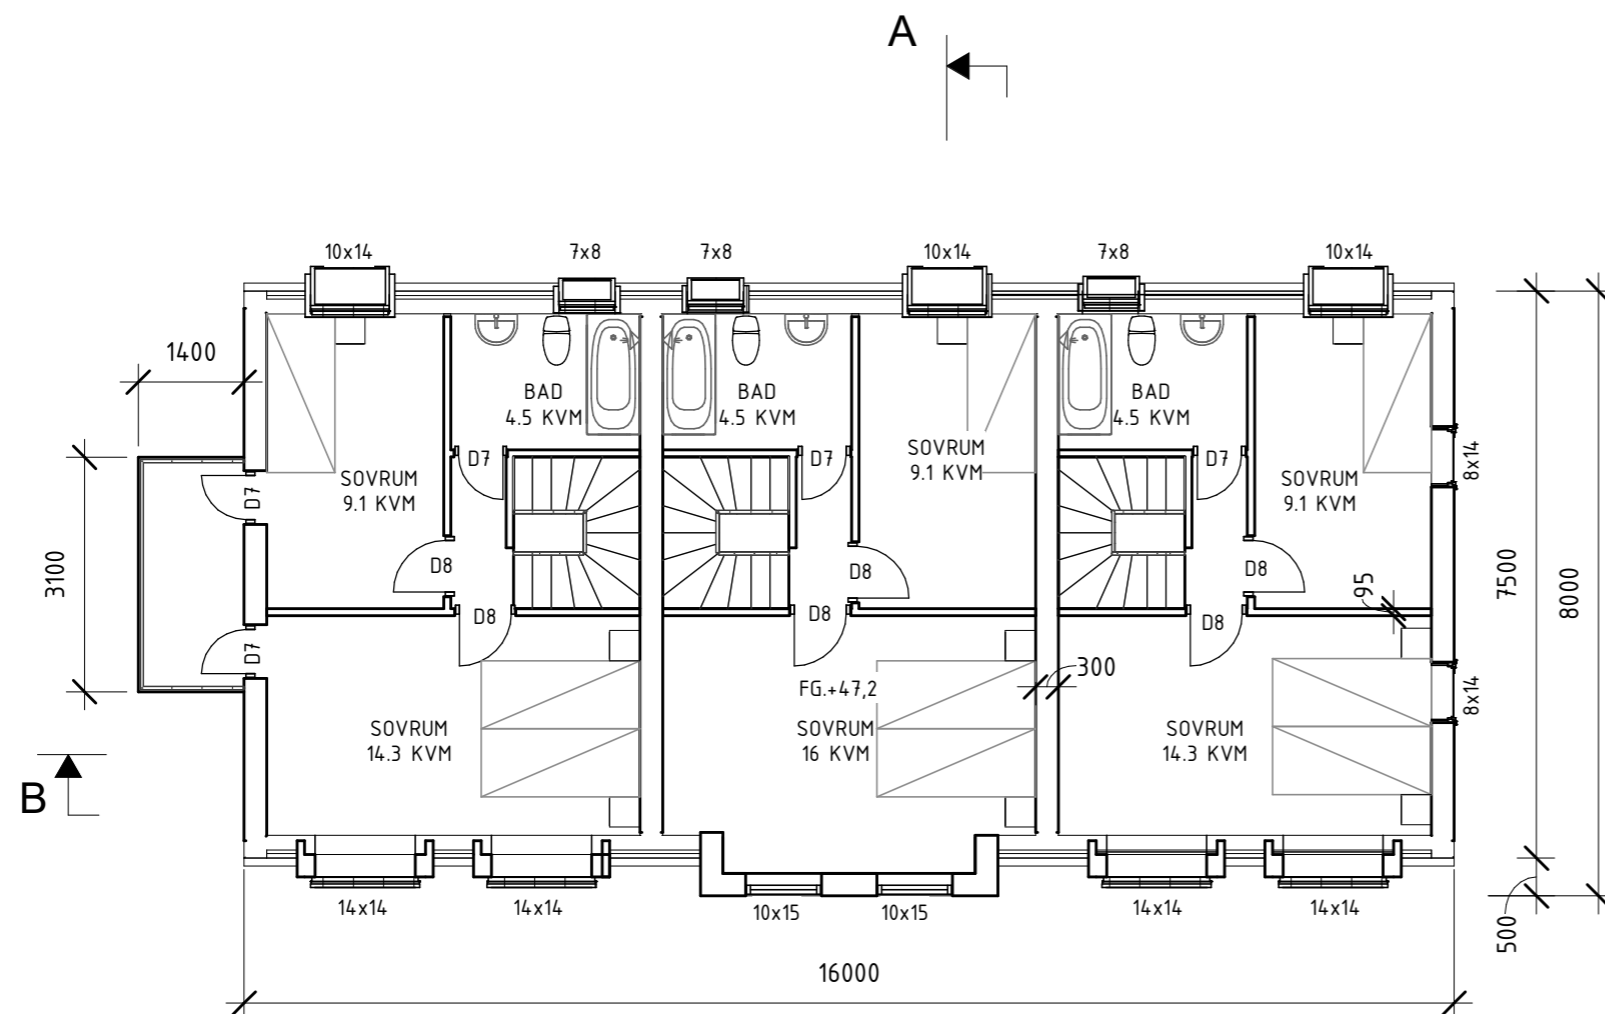 A
10x14
7x8
7x8
10x14
7x8
10x14
1400
BAD
4.5 KVM
BAD
4.5 KVM
BAD
4.5 KVM
SOVRUM
9.1 KVM
SOVRUM
9.1 KVM
SOVRUM
9.1 KVM
D7
D7
D7
8x14
D7
3100
D8
D8
D8
95
7500
8000
D8
D8
D8
D7
300
FG.+47,2
8x14
SOVRUM
14.3 KVM
SOVRUM
16 KVM
SOVRUM
14.3 KVM
B
14x14
14x14
10x15
10x15
14x14
14x14
500
16000